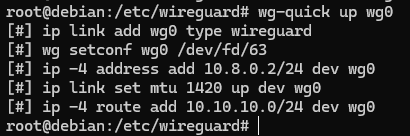 root@debian:/etc/wireguard# wg-quick up wg0
[#] ip link add wg0 type wireguard
[#] wg setconf wg0 /dev/fd/63
[#] ip -4 address add 10.8.0.2/24 dev wg0
[#] ip link set mtu 1420 up dev wg0
[#] ip -4 route add 10.10.10.0/24 dev wg0
root@debian:/etc/wireguard#